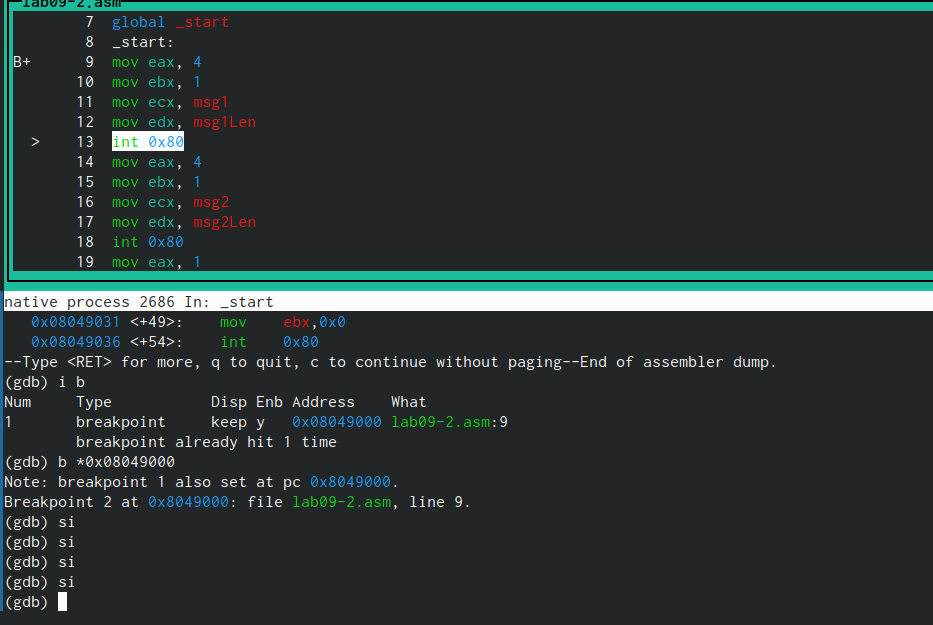 lab09-2.asm
7 global _start
8 _start:
B+ 9 mov eax, 4
10 mov ebx, 1
11 mov ecx, msg1
12 mov edx, msg1Len
> 13 int 0x80
14 mov eax, 4
15 mov ebx, 1
16 mov ecx, msg2
17 mov edx, msg2Len
18 int 0x80
19 mov eax, 1
native process 2686 In: _start
0x08049031 <+49>: mov ebx,0x0
0x08049036 <+54>: int 0x80
--Type <RET> for more, q to quit, c to continue without paging--End of assembler dump.
(gdb) i b
Num Type Disp Enb Address What
1 breakpoint keep y 0x08049000 lab09-2.asm:9
breakpoint already hit 1 time
(gdb) b *0x08049000
Note: breakpoint 1 also set at pc 0x8049000.
Breakpoint 2 at 0x8049000: file lab09-2.asm, line 9.
(gdb) si
(gdb) si
(gdb) si
(gdb) si
(gdb)